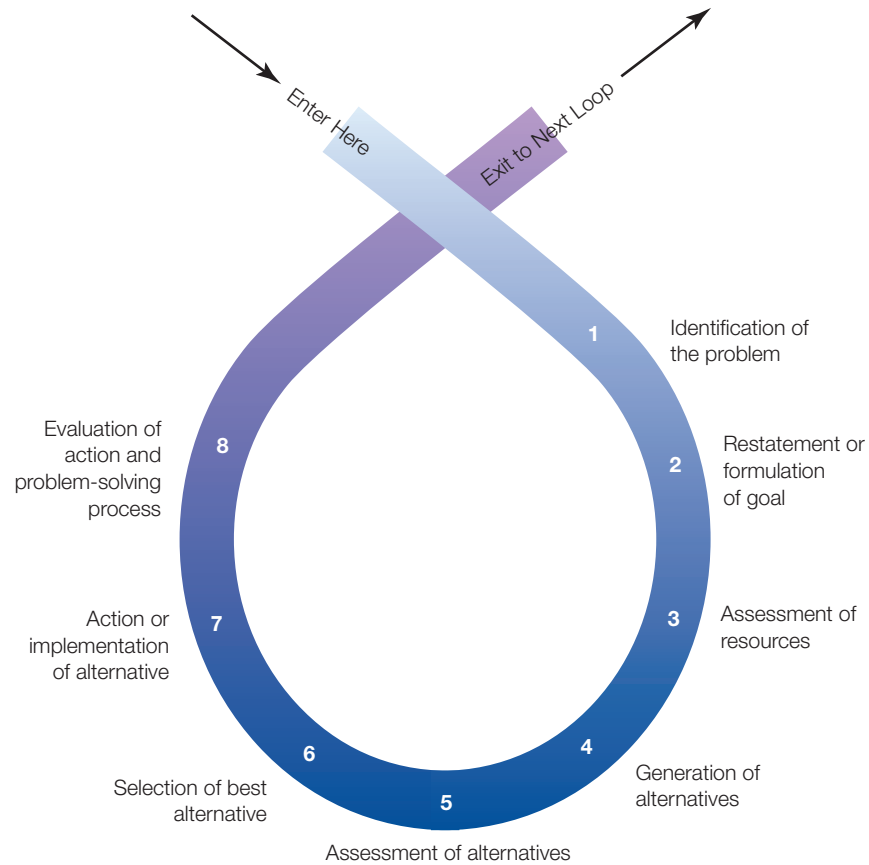 Enter Here
Exit to Next Loop
1
Identification of
the problem
2
Restatement or
formulation
of goal
3
Assessment of
resources
4
Generation of
alternatives
5
Assessment of alternatives
6
Selection of best
alternative
7
Action or
implementation
of alternative
8
Evaluation of
action and
problem-solving
process